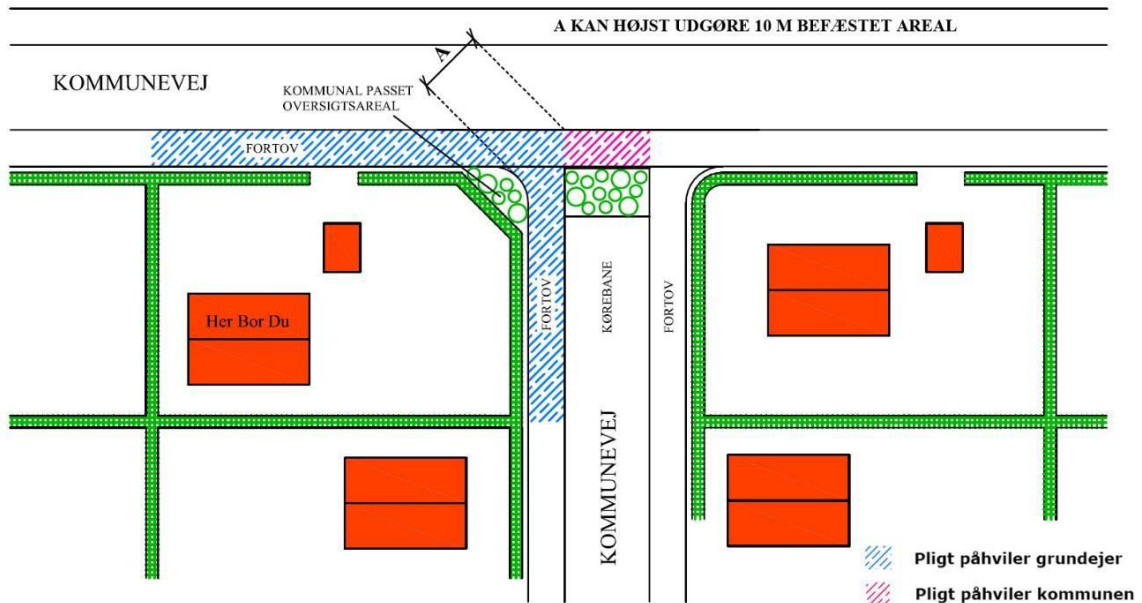 A KAN HØJST UDGØRE 10 M BEFÆSTET AREAL
A
KOMMUNEVEJ
KOMMUNAL PASSET
OVERSIGTSAREAL
FORTOV
FORTOV
KØREBANE
FORTOV
Her Bor Du
KOMMUNEVEJ
Pligt påhviler grundejer
Pligt påhviler kommunen